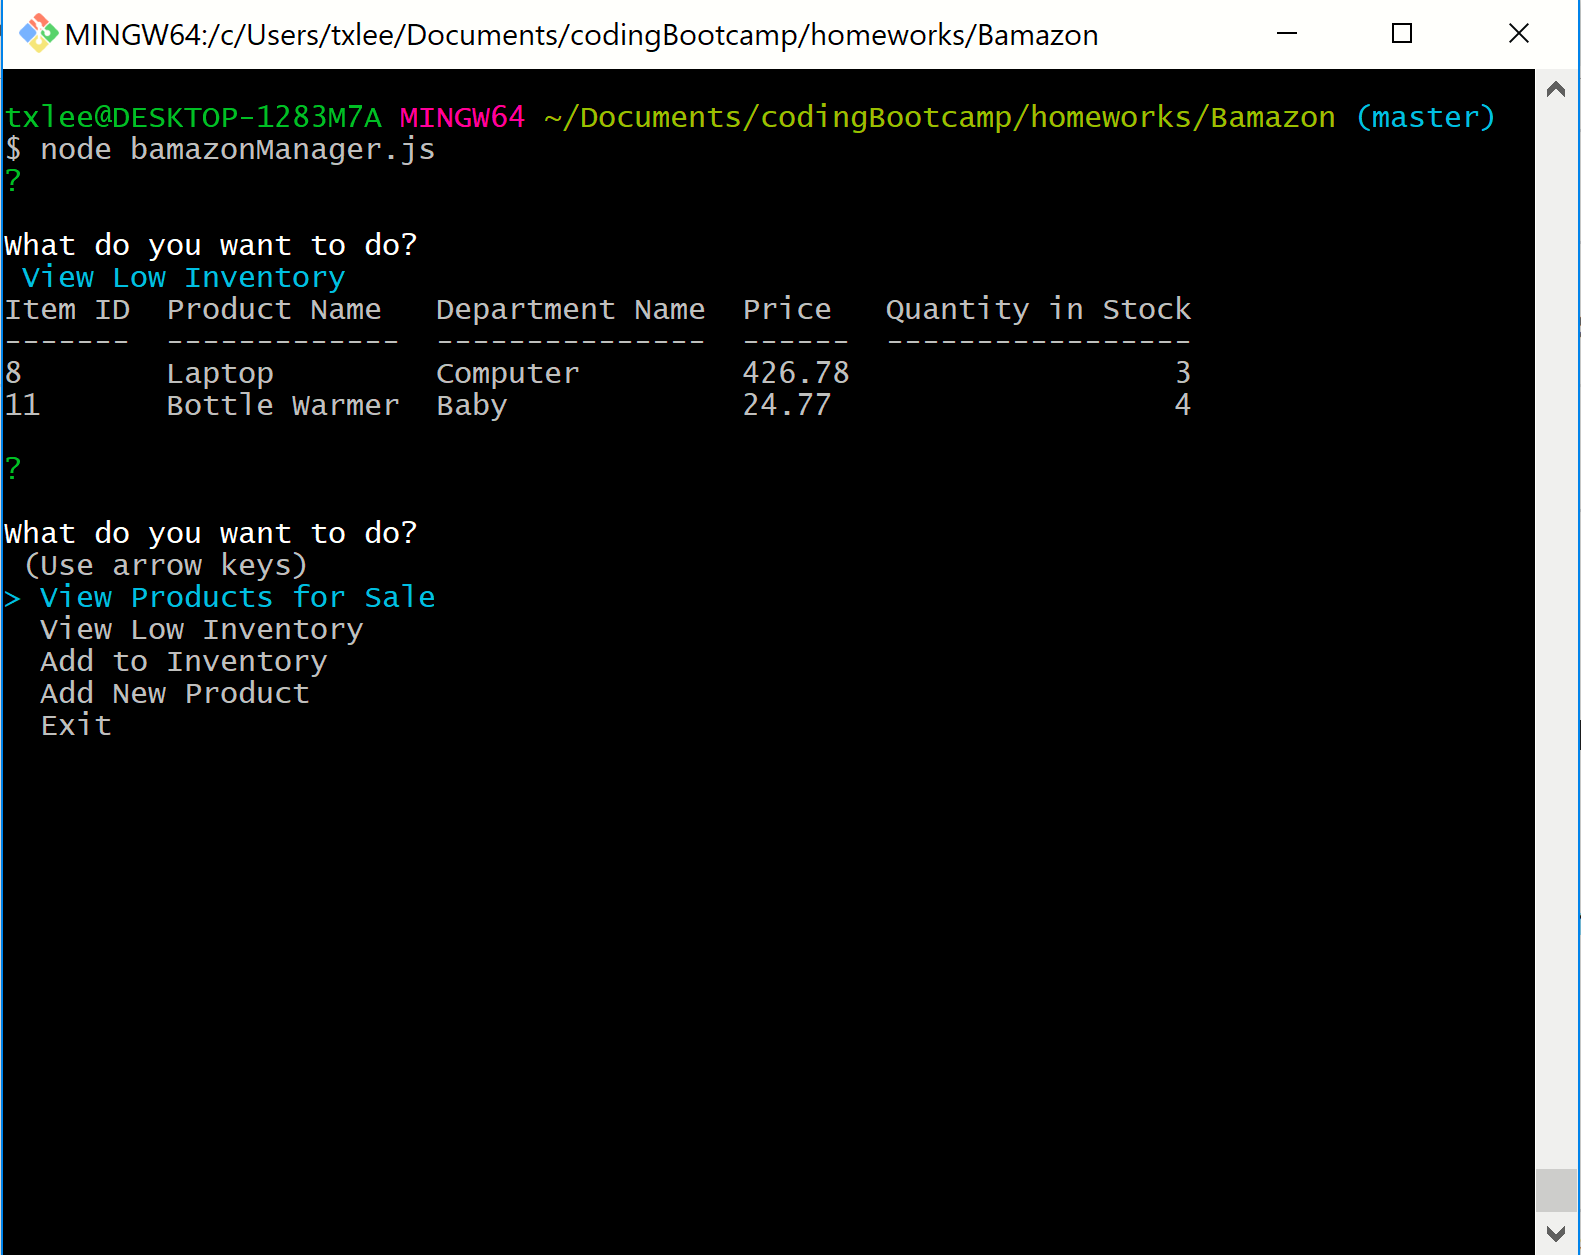 MINGW64:/c/Users/txlee/Documents/codingBootcamp/homeworks/Bamazon
txlee@DESKTOP-1283M7A MINGW64 ~/Documents/codingBootcamp/homeworks/Bamazon (master)
$ node bamazonManager.js
?
What do you want to do?
View Low Inventory
Item ID  Product Name   Department Name  Price   Quantity in Stock
-------  -------------  ---------------  ------  -----------------
8        Laptop         Computer         426.78                  3
11       Bottle Warmer  Baby             24.77                   4
?
What do you want to do?
(Use arrow keys)
> View Products for Sale
View Low Inventory
Add to Inventory
Add New Product
Exit